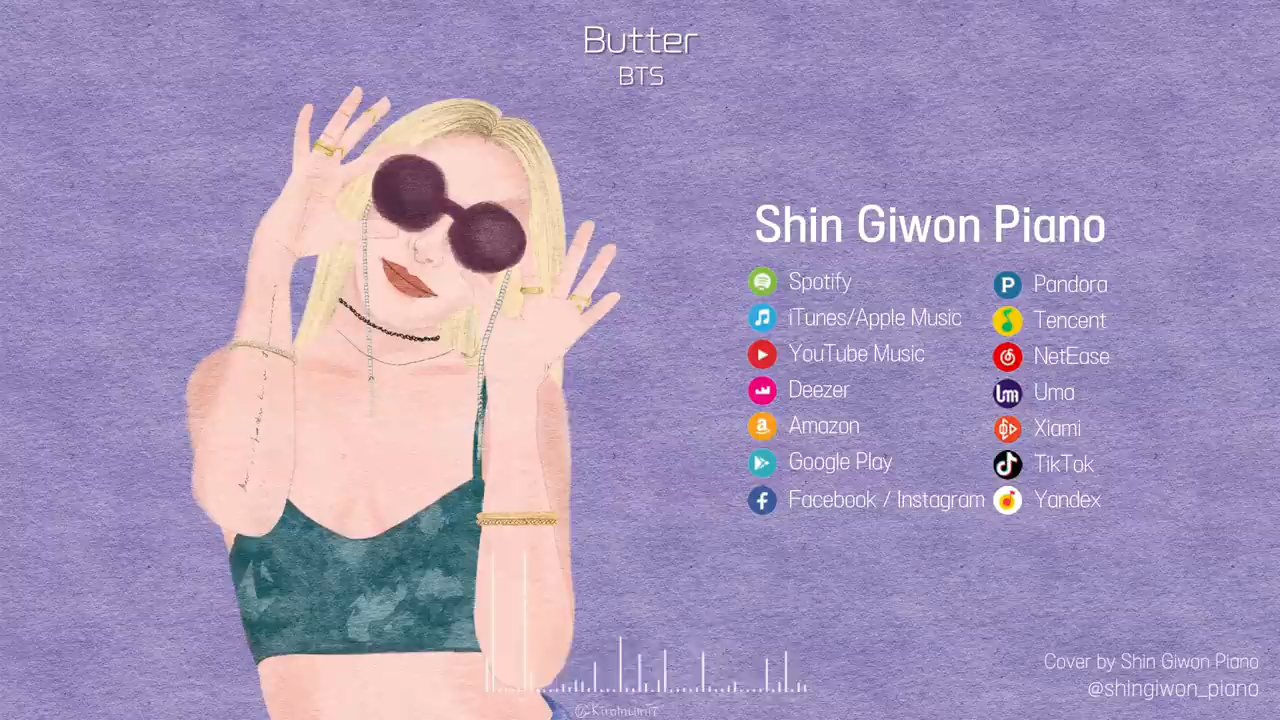 Butter
BTS
Shin Giwon Piano
Spotify
iTunes/Apple Music
YouTube Music
Deezer
Amazon
Google Play
Facebook / Instagram
Pandora
Tencent
NetEase
Uma
Xiami
TikTok
Yandex
Cover by Shin Giwon Piano
@shingiwon_piano